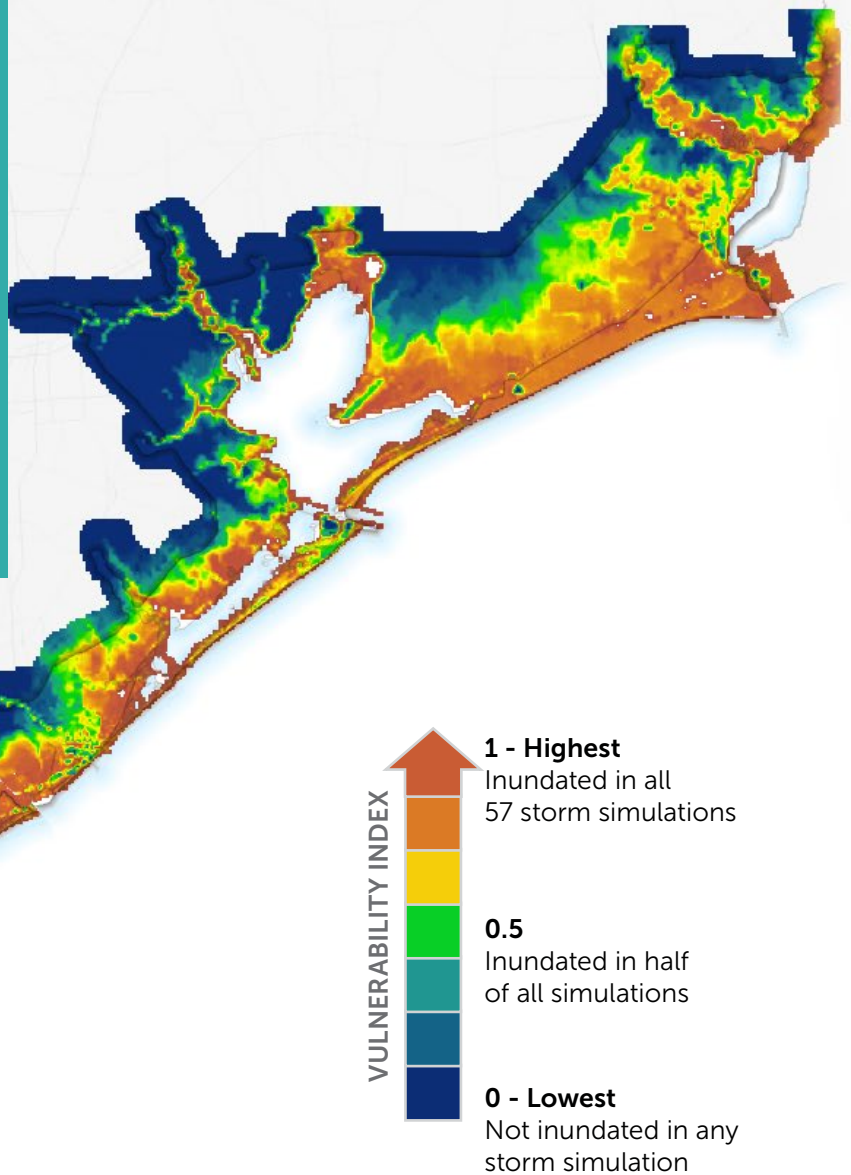 1 - Highest
Inundated in all
57 storm simulations
VULNERABILITY INDEX
0.5
Inundated in half
of all simulations
0 - Lowest
Not inundated in any
storm simulation